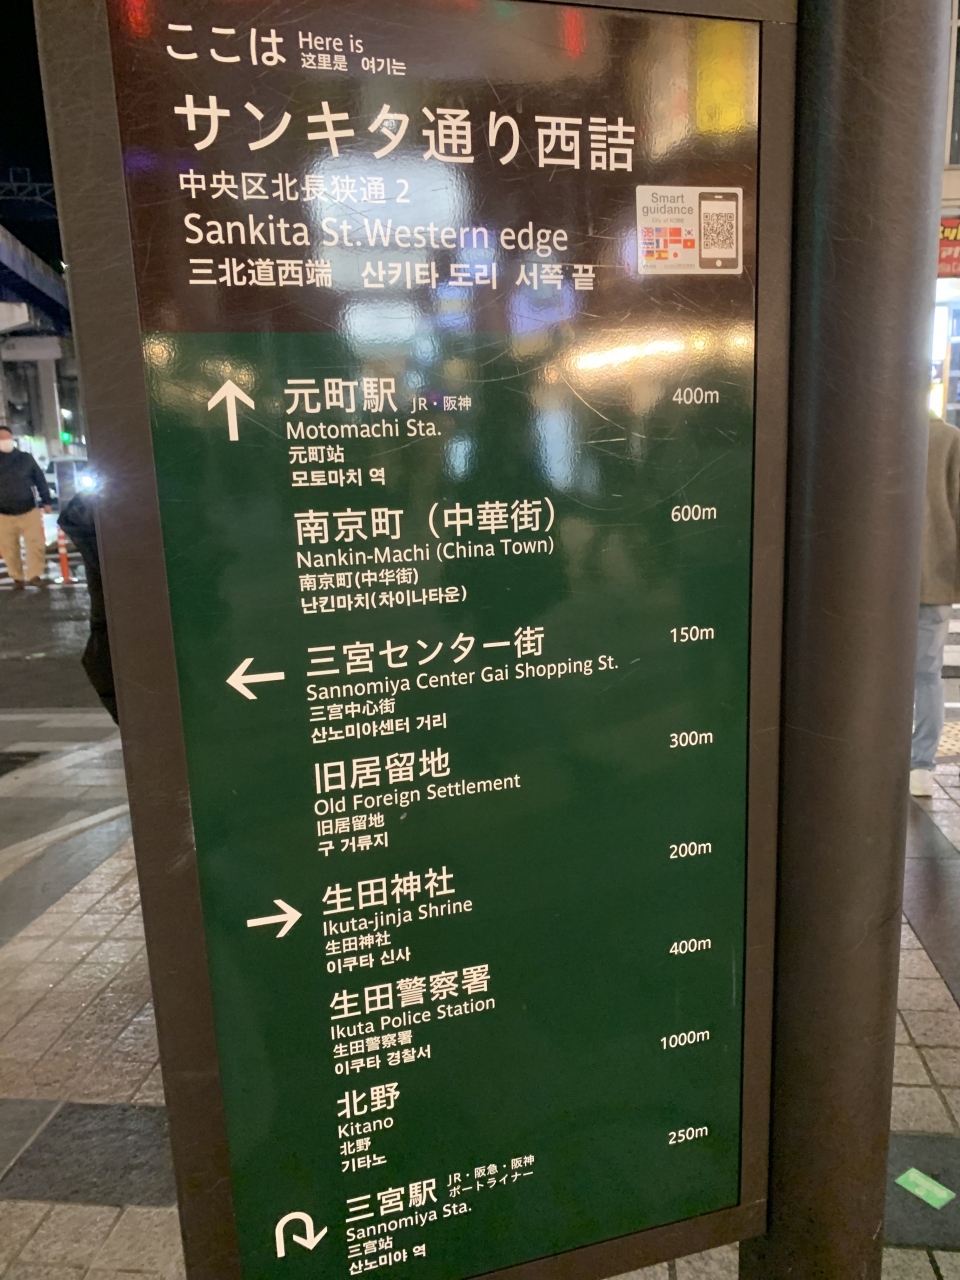 ここは Here is
这里是 여기는
サンキタ通り西詰
中央区北長狭通 2
Sankita St.Western edge
三北道西端 산키타 도리 서쪽 끝
Smart
guidance
↑ 元町駅 JR・阪神 400m
Motomachi Sta.
元町站
모토마치 역
南京町（中華街） 600m
Nankin-Machi (China Town)
南京町(中华街)
난킨마치(차이나타운)
← 三宮センター街 150m
Sannomiya Center Gai Shopping St.
三宫中心街
산노미야센터 거리
旧居留地 300m
Old Foreign Settlement
旧居留地
구 거류지
→ 生田神社 200m
Ikuta-jinja Shrine
生田神社
이쿠타 신사
生田警察署 400m
Ikuta Police Station
生田警察署
이쿠타 경찰서
北野 1000m
Kitano
北野
기타노
三宮駅 JR・阪急・阪神 250m
ポートライナー
Sannomiya Sta.
三宫站
산노미야 역